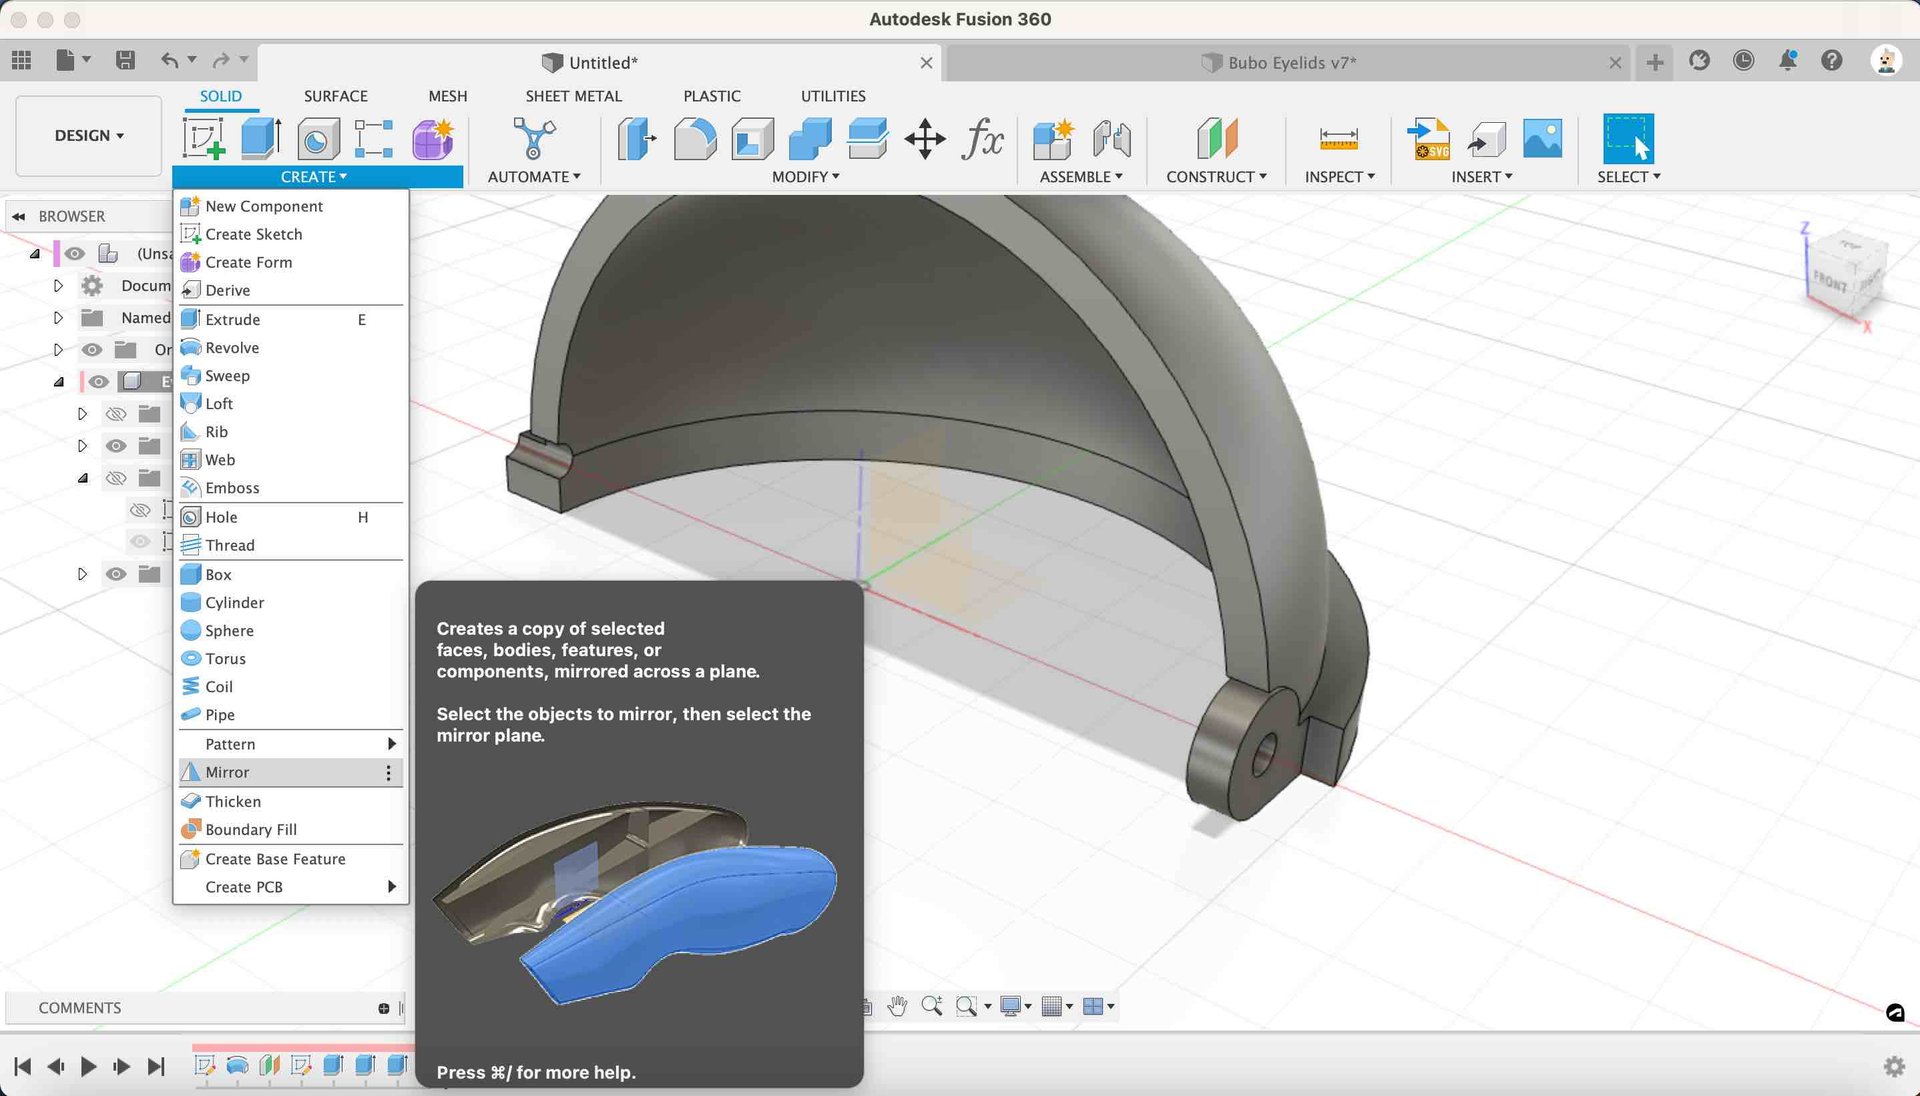 Autodesk Fusion 360
Untitled*
Bubo Eyelids v7*
DESIGN
SOLID
SURFACE
MESH
SHEET METAL
PLASTIC
UTILITIES
fx
SVG
CREATE
AUTOMATE
MODIFY
ASSEMBLE
CONSTRUCT
INSPECT
INSERT
SELECT
BROWSER
(Unsa
Docum
Named
Or
E
New Component
Create Sketch
Create Form
Derive
Extrude E
Revolve
Sweep
Loft
Rib
Web
Emboss
Hole H
Thread
Box
Cylinder
Sphere
Torus
Coil
Pipe
Pattern
Mirror
Thicken
Boundary Fill
Create Base Feature
Create PCB
Creates a copy of selected
faces, bodies, features, or
components, mirrored across a plane.
Select the objects to mirror, then select the
mirror plane.
Press ⌘/ for more help.
Z
TOP
FRONT
RIGHT
X
COMMENTS